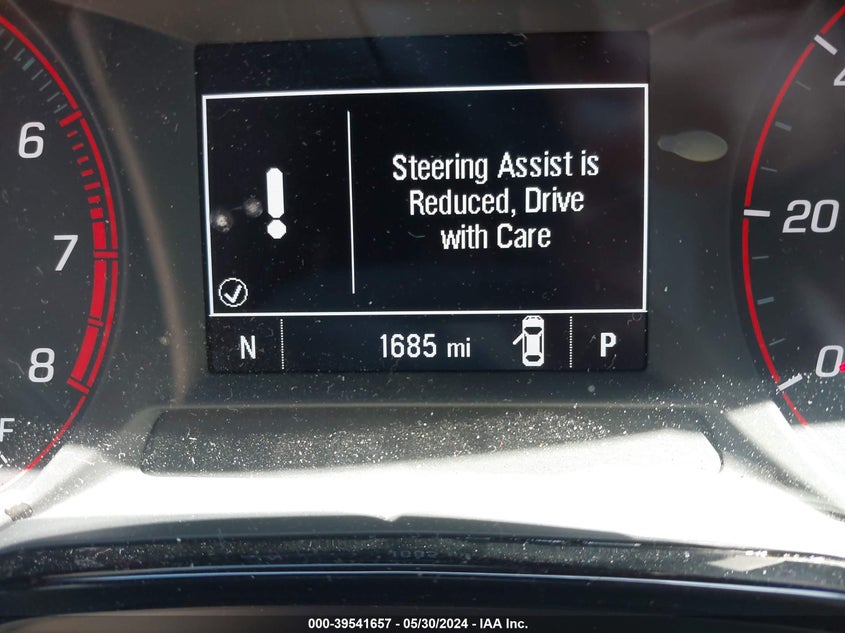 6
7
8
F
Steering Assist is
Reduced, Drive
with Care
N
1685 mi
P
4
20
0
000-39541657 - 05/30/2024 - IAA Inc.